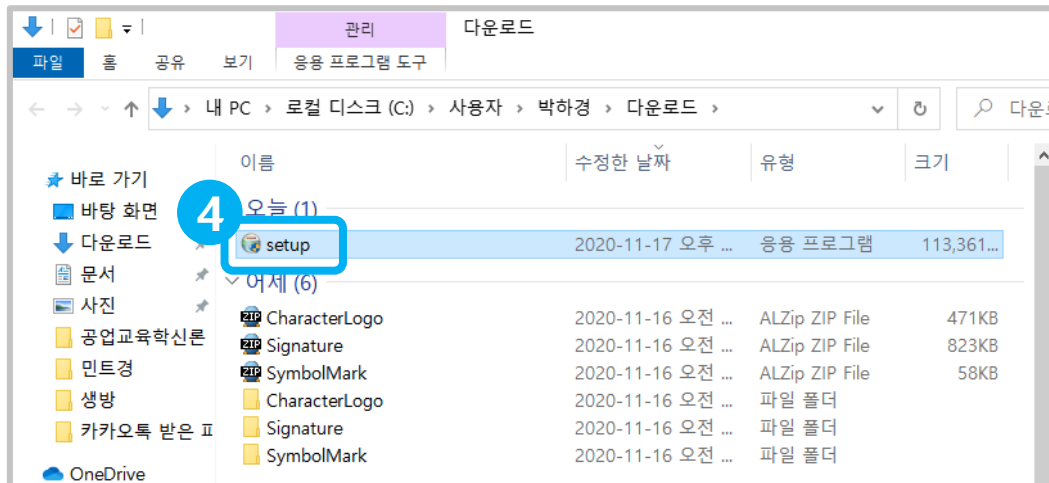 관리 다운로드
파일 홈 공유 보기 응용 프로그램 도구
내 PC › 로컬 디스크 (C:) › 사용자 › 박하경 › 다운로드 ›
이름 수정한 날짜 유형 크기
바로 가기
바탕 화면
4 오늘 (1)
다운로드 setup 2020-11-17 오후 ... 응용 프로그램 113,361...
문서 어제 (6)
사진 CharacterLogo 2020-11-16 오전 ... ALZip ZIP File 471KB
공업교육학신론 Signature 2020-11-16 오전 ... ALZip ZIP File 823KB
민트경 SymbolMark 2020-11-16 오전 ... ALZip ZIP File 58KB
생방 CharacterLogo 2020-11-16 오전 ... 파일 폴더
카카오톡 받은 Signature 2020-11-16 오전 ... 파일 폴더
SymbolMark 2020-11-16 오전 ... 파일 폴더
OneDrive